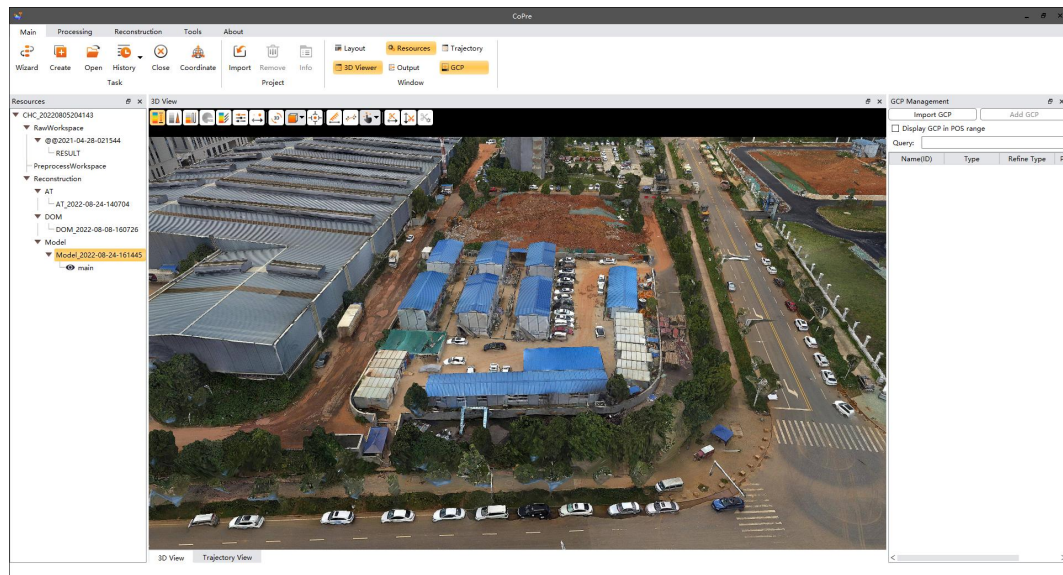 CoPre
Main Processing Reconstruction Tools About
Wizard Create Open History Close Coordinate Import Remove Info
Layout Resources Trajectory
3D Viewer Output GCP
Task Project Window
Resources
3D View
GCP Management
CHC_20220805204143
RawWorkspace
@@2021-04-28-021544
RESULT
PreprocessWorkspace
Reconstruction
AT
AT_2022-08-24-140704
DOM
DOM_2022-08-08-160726
Model
Model_2022-08-24-161445
main
Import GCP Add GCP
Display GCP in POS range
Query:
Name(ID) Type Refine Type
3D View Trajectory View